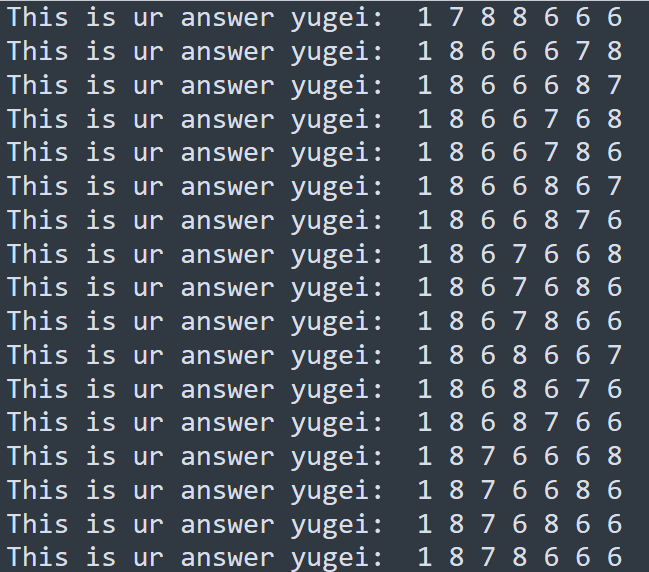 This is ur answer yugei:  1 7 8 8 6 6 6
This is ur answer yugei:  1 8 6 6 6 7 8
This is ur answer yugei:  1 8 6 6 6 8 7
This is ur answer yugei:  1 8 6 6 7 6 8
This is ur answer yugei:  1 8 6 6 7 8 6
This is ur answer yugei:  1 8 6 6 8 6 7
This is ur answer yugei:  1 8 6 6 8 7 6
This is ur answer yugei:  1 8 6 7 6 6 8
This is ur answer yugei:  1 8 6 7 6 8 6
This is ur answer yugei:  1 8 6 7 8 6 6
This is ur answer yugei:  1 8 6 8 6 6 7
This is ur answer yugei:  1 8 6 8 6 7 6
This is ur answer yugei:  1 8 6 8 7 6 6
This is ur answer yugei:  1 8 7 6 6 6 8
This is ur answer yugei:  1 8 7 6 6 8 6
This is ur answer yugei:  1 8 7 6 8 6 6
This is ur answer yugei:  1 8 7 8 6 6 6